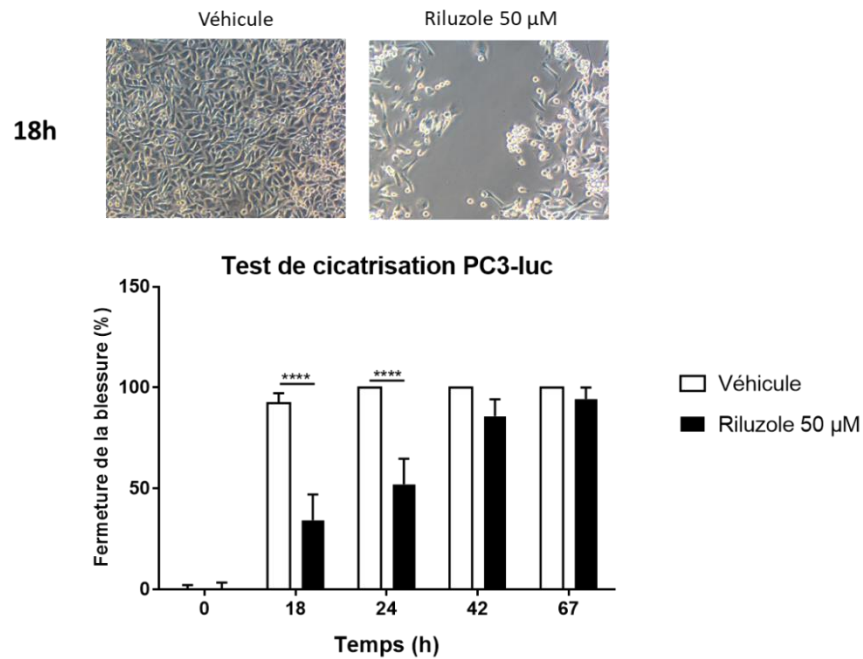 Véhicule
Riluzole 50 µM
18h
Test de cicatrisation PC3-luc
Fermeture de la blessure (%)
150
100
50
0
****
****
0
18
24
42
67
Temps (h)
Véhicule
Riluzole 50 µM